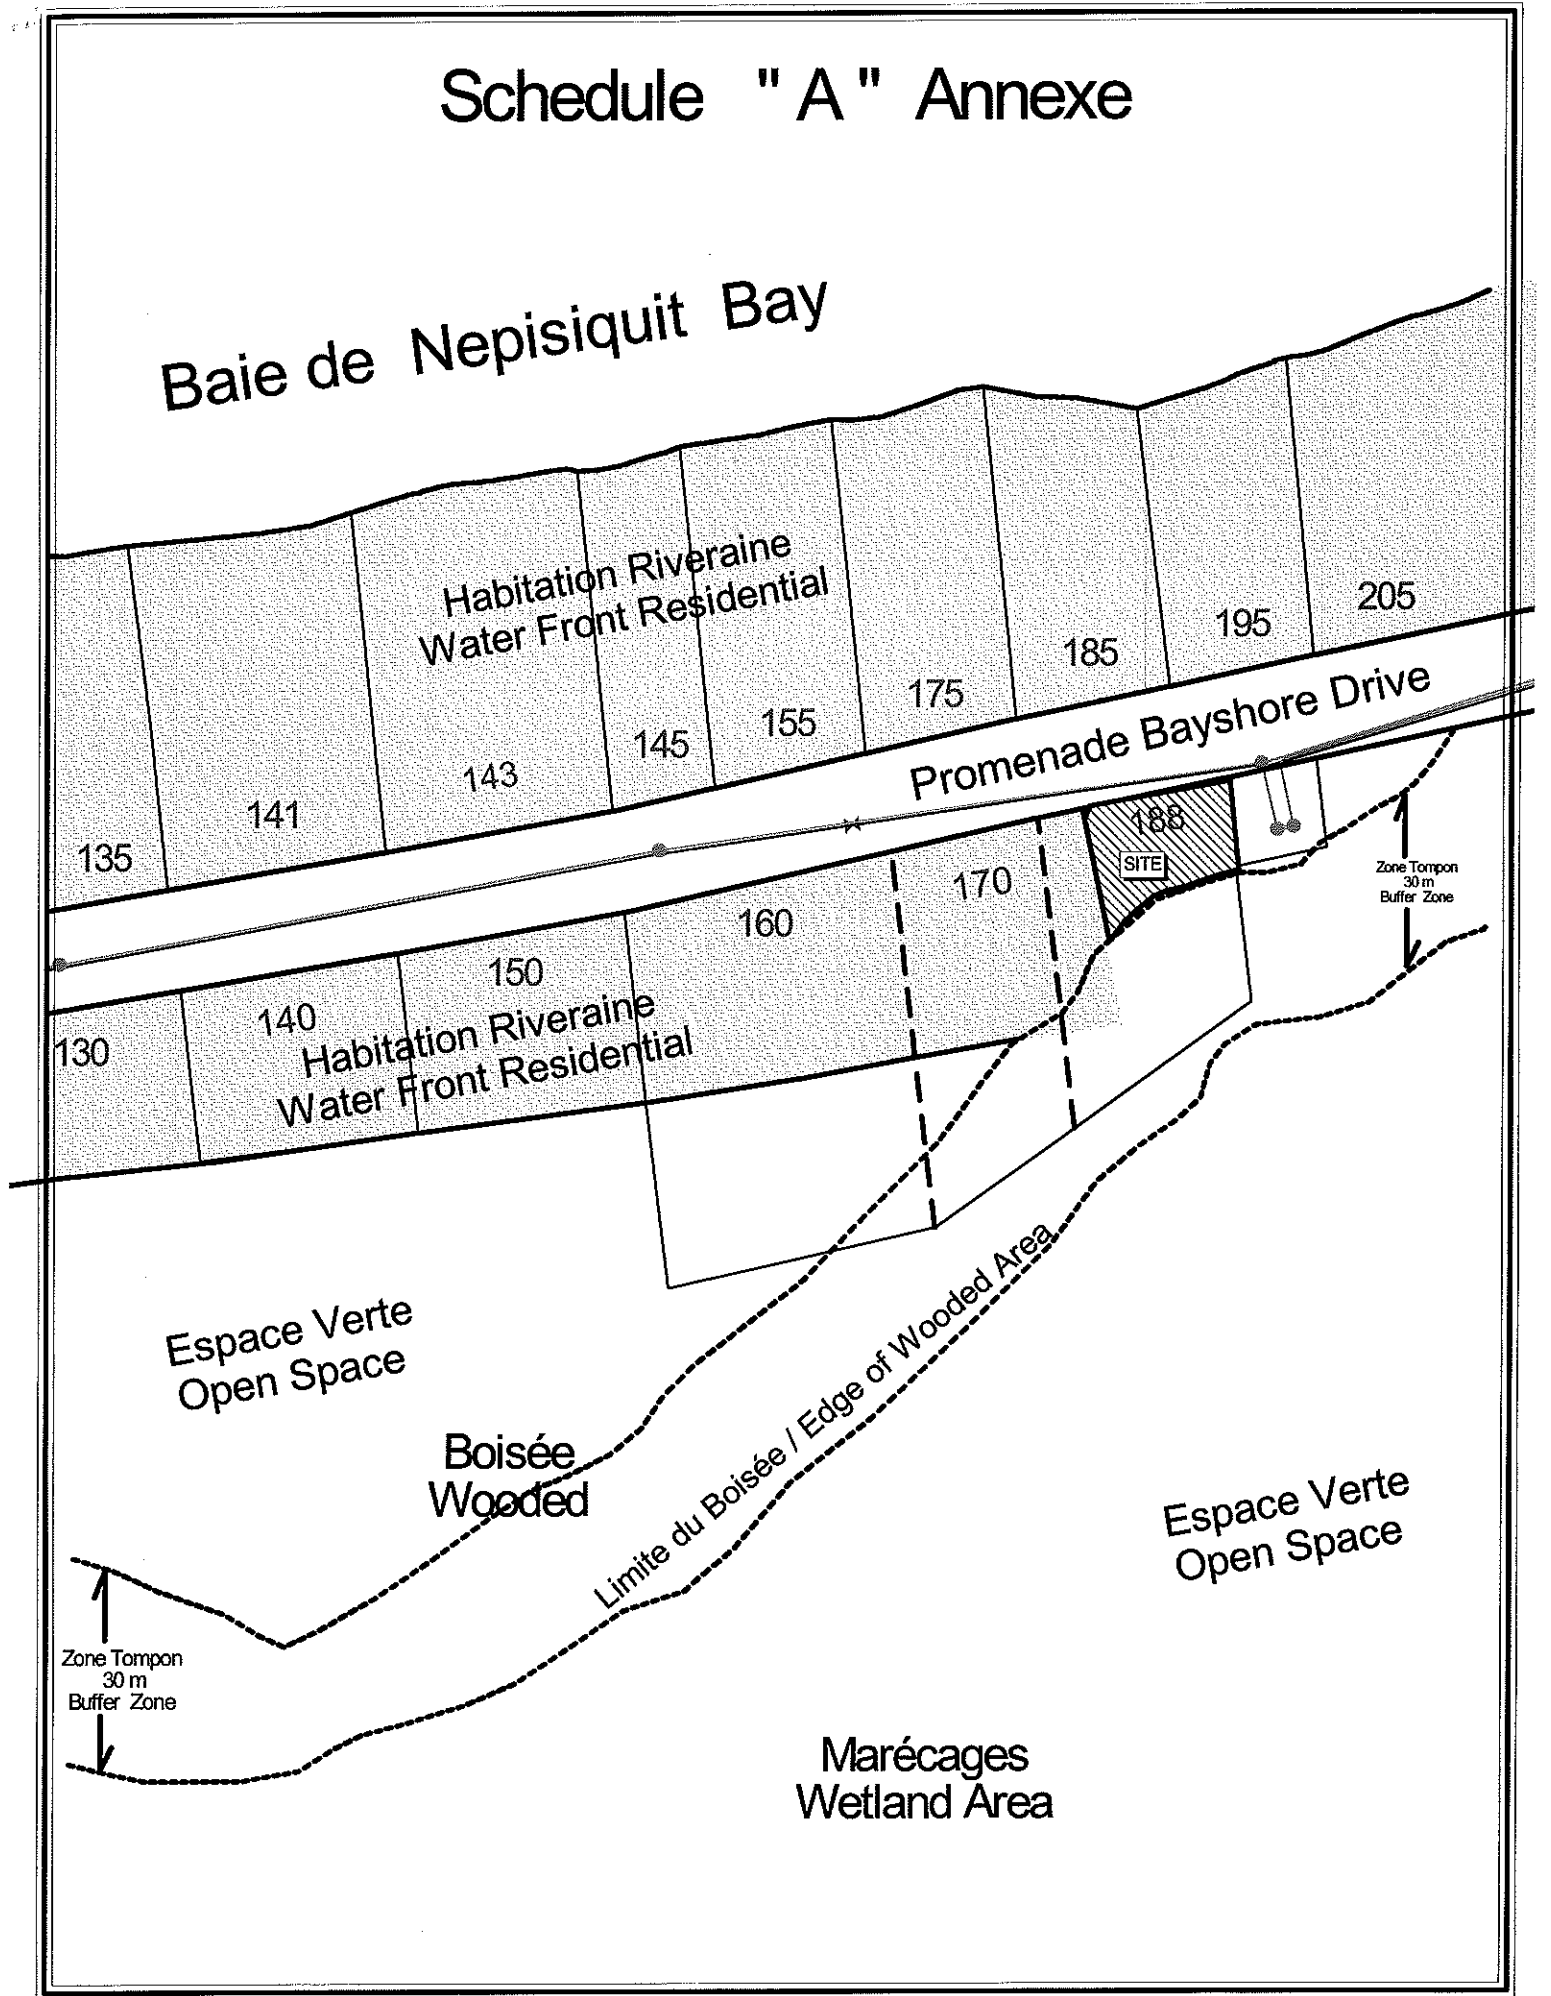 Schedule "A" Annexe
Baie de Nepisiquit Bay
Habitation Riveraine
Water Front Residential
205
195
185
175
155
145
143
141
135
Promenade Bayshore Drive
188
SITE
170
160
150
140
130
Zone Tompon
30 m
Buffer Zone
Habitation Riveraine
Water Front Residential
Limite du Boisée / Edge of Wooded Area
Espace Verte
Open Space
Boisée
Wooded
Espace Verte
Open Space
Zone Tompon
30 m
Buffer Zone
Marécages
Wetland Area